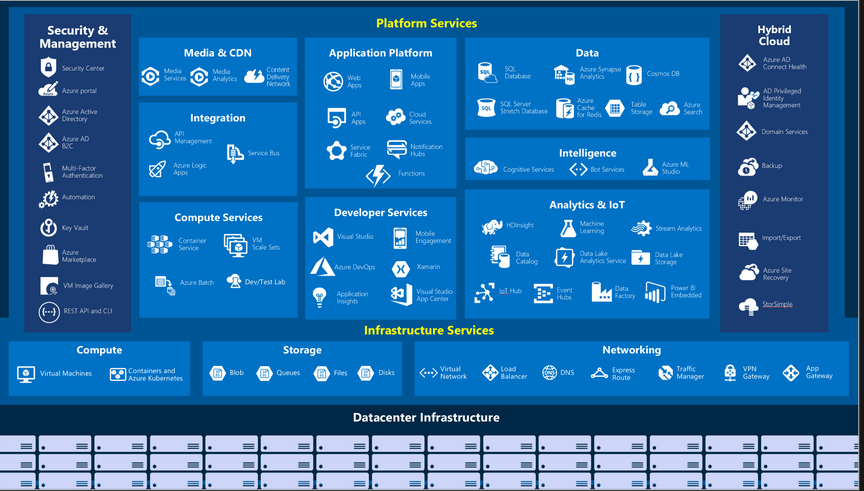 Platform Services
Security &
Management
Security Center
Azure portal
Azure Active
Directory
Azure AD
B2C
Multi-Factor
Authentication
Automation
Key Vault
Azure
Marketplace
VM Image Gallery
REST API and CLI
Media & CDN
Media
Services
Media
Analytics
Content
Delivery
Network
Integration
API
Management
Service Bus
Azure Logic
Apps
Compute Services
Container
Service
VM
Scale Sets
Azure Batch
Dev/Test Lab
Application Platform
Web
Apps
Mobile
Apps
API
Apps
Cloud
Services
Service
Fabric
Notification
Hubs
Functions
Developer Services
Visual Studio
Mobile
Engagement
Azure DevOps
Xamarin
Application
Insights
Visual Studio
App Center
Data
SQL
SQL
Database
Azure Synapse
Analytics
Cosmos DB
SQL
SQL Server
Stretch Database
Azure
Cache
for Redis
Table
Storage
Azure
Search
Intelligence
Cognitive Services
Bot Services
Azure ML
Studio
Analytics & IoT
HDInsight
Machine
Learning
Stream Analytics
Data
Catalog
Data Lake
Analytics Service
Data Lake
Storage
IoT Hub
Event
Hubs
Data
Factory
Power BI
Embedded
Hybrid
Cloud
Azure AD
Connect Health
AD Privileged
Identity
Management
Domain Services
Backup
Azure Monitor
Import/Export
Azure Site
Recovery
StorSimple
Infrastructure Services
Compute
Virtual Machines
Containers and
Azure Kubernetes
Storage
Blob
Queues
Files
Disks
Networking
Virtual
Network
Load
Balancer
DNS
DNS
Express
Route
Traffic
Manager
VPN
Gateway
App
Gateway
Datacenter Infrastructure